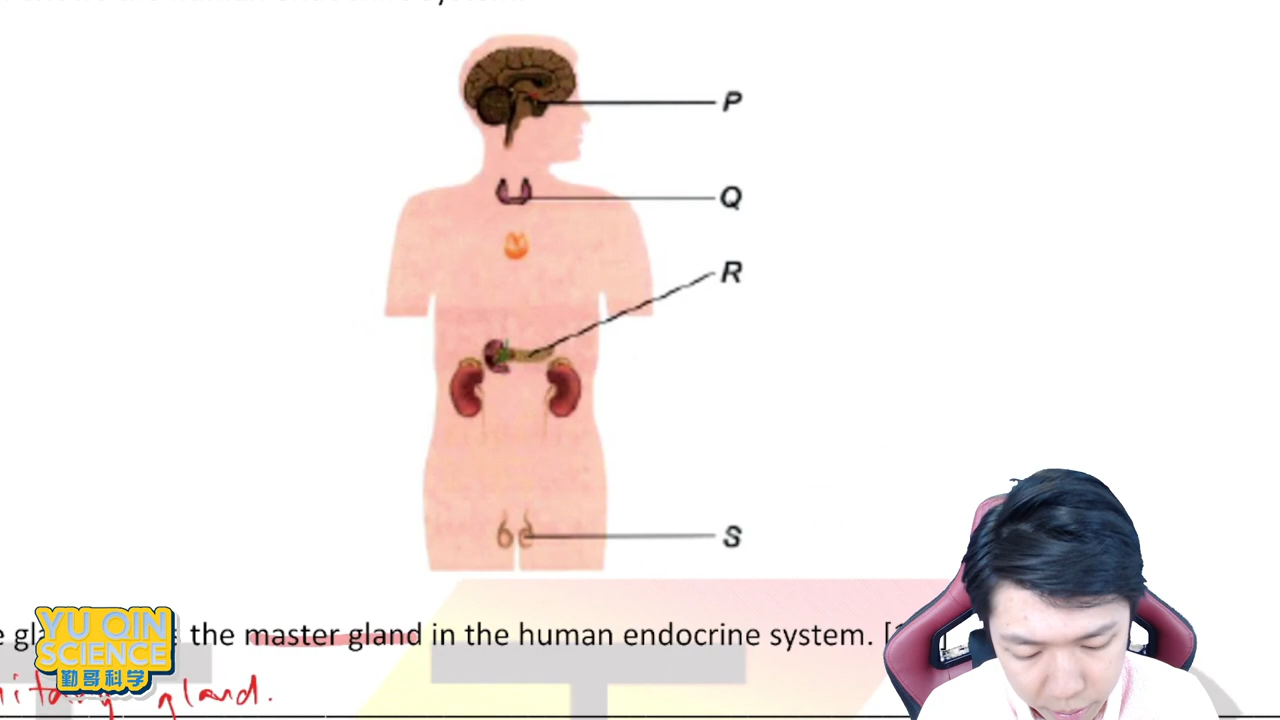 P
Q
R
S
the master gland in the human endocrine system. [
gland.
YU QIN
SCIENCE
勤哥科学